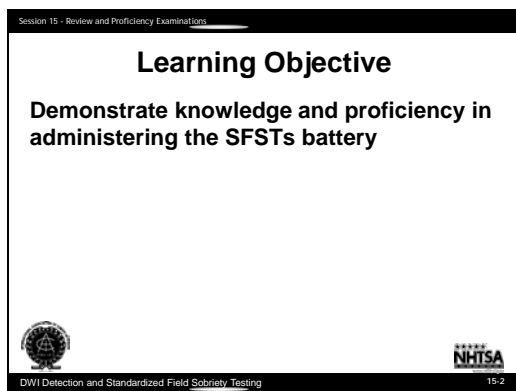 Session 15 - Review and Proficiency Examinations
Learning Objective
Demonstrate knowledge and proficiency in
administering the SFSTs battery
NHTSA
DWI Detection and Standardized Field Sobriety Testing
15-2